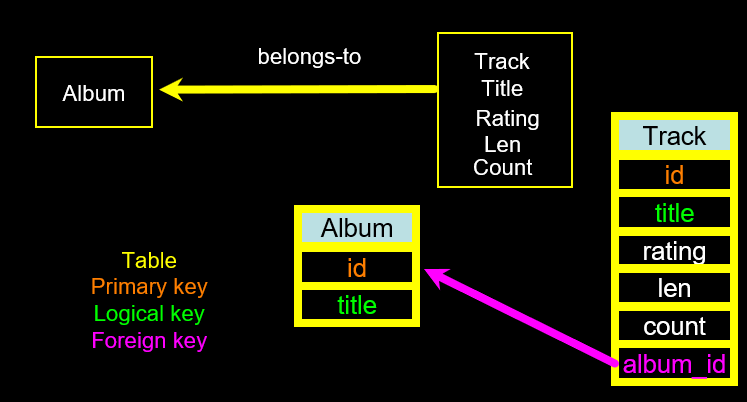 belongs-to
Album
Track
Title
Rating
Len
Count
Track
id
title
rating
len
count
album_id
Album
id
title
Table
Primary key
Logical key
Foreign key